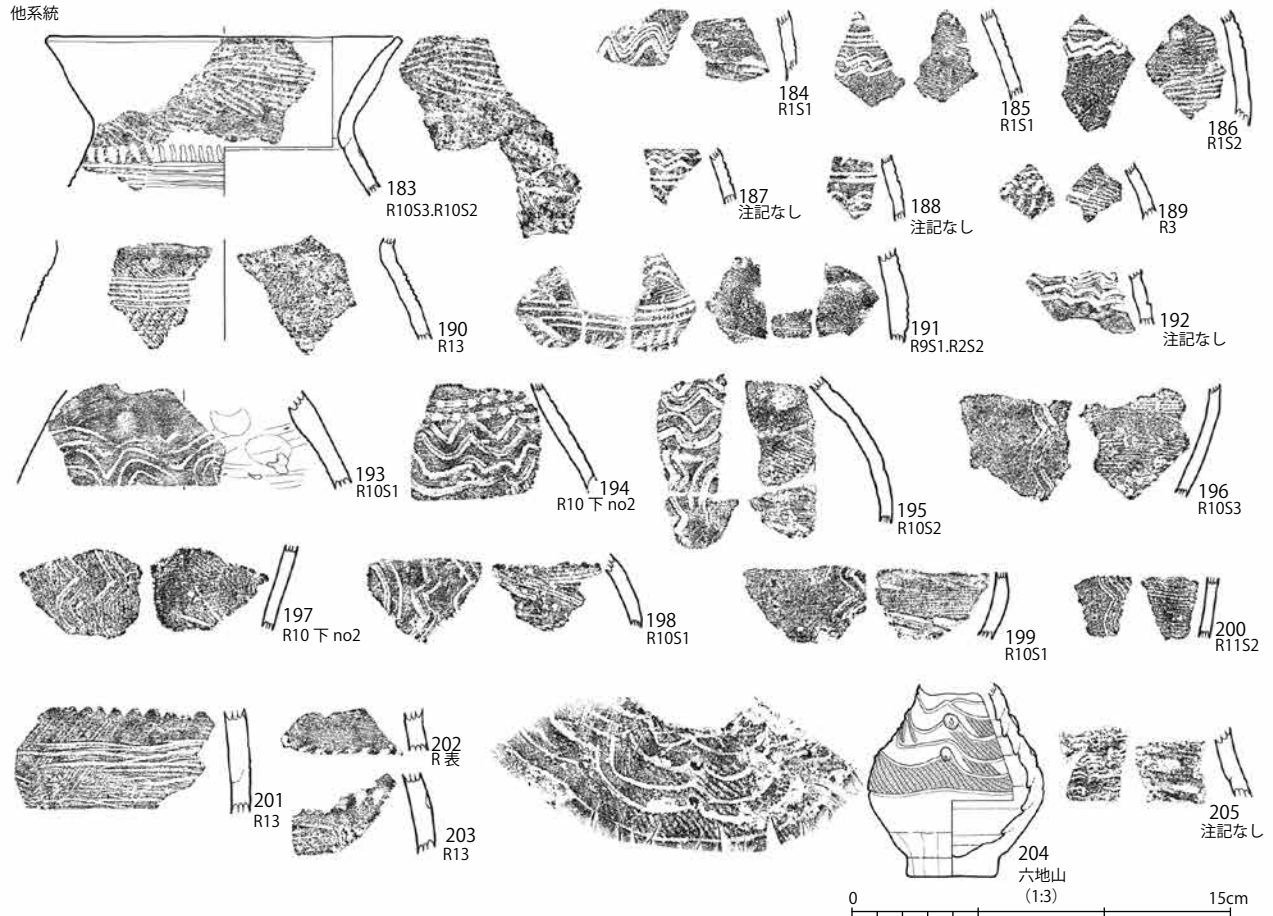 他系統
183
R10S3.R10S2
184
R1S1
185
R1S1
186
R1S2
187
注記なし
188
注記なし
189
R3
190
R13
191
R9S1.R2S2
192
注記なし
193
R10S1
194
R10 下 no2
195
R10S2
196
R10S3
197
R10 下 no2
198
R10S1
199
R10S1
200
R11S2
201
R13
202
R 表
203
R13
204
六地山
(1:3)
205
注記なし
0 15cm